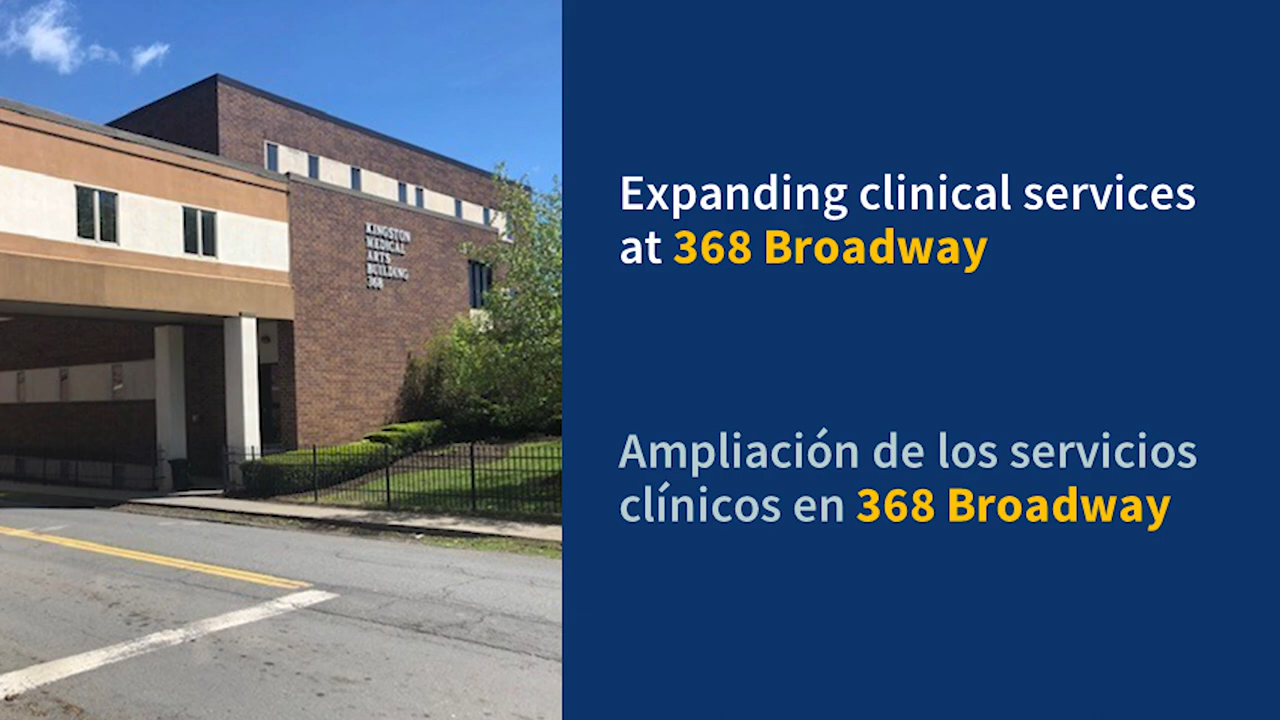 KINGSTON
MEDICAL
ARTS
BUILDING
368
Expanding clinical services
at 368 Broadway
Ampliación de los servicios
clínicos en 368 Broadway